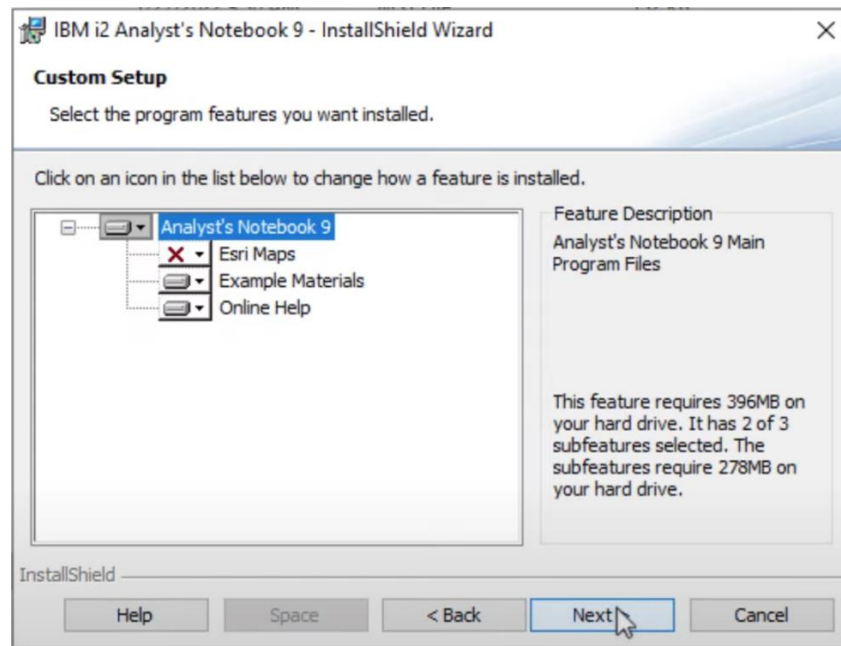 IBM i2 Analyst's Notebook 9 - InstallShield Wizard
Custom Setup
Select the program features you want installed.
Click on an icon in the list below to change how a feature is installed.
Analyst's Notebook 9
Esri Maps
Example Materials
Online Help
Feature Description
Analyst's Notebook 9 Main
Program Files
This feature requires 396MB on
your hard drive. It has 2 of 3
subfeatures selected. The
subfeatures require 278MB on
your hard drive.
InstallShield
Help
Space
< Back
Next
Cancel